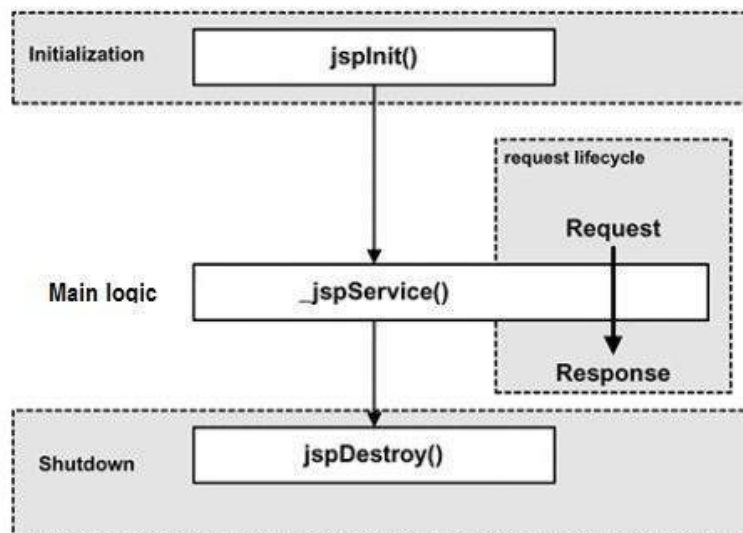 Initialization
jspInit()
request lifecycle
Request
Main logic
_jspService()
Response
Shutdown
jspDestroy()